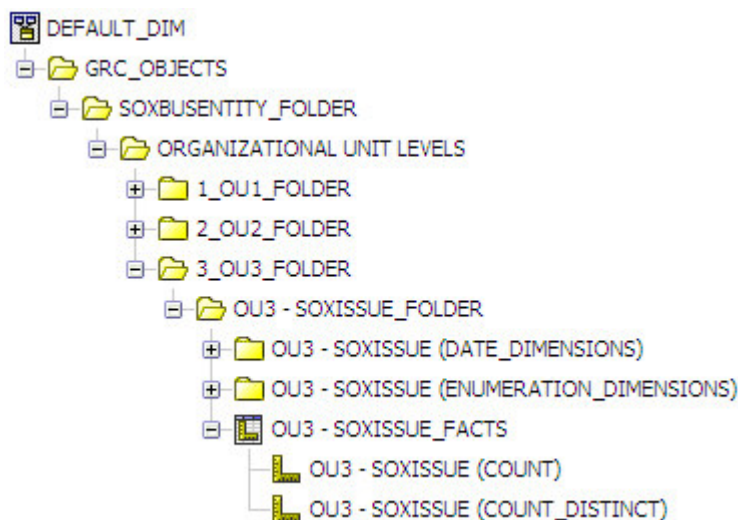 DEFAULT_DIM
GRC_OBJECTS
SOXBUSENTITY_FOLDER
ORGANIZATIONAL UNIT LEVELS
1_OU1_FOLDER
2_OU2_FOLDER
3_OU3_FOLDER
OU3 - SOXISSUE_FOLDER
OU3 - SOXISSUE (DATE_DIMENSIONS)
OU3 - SOXISSUE (ENUMERATION_DIMENSIONS)
OU3 - SOXISSUE_FACTS
OU3 - SOXISSUE (COUNT)
OU3 - SOXISSUE (COUNT_DISTINCT)